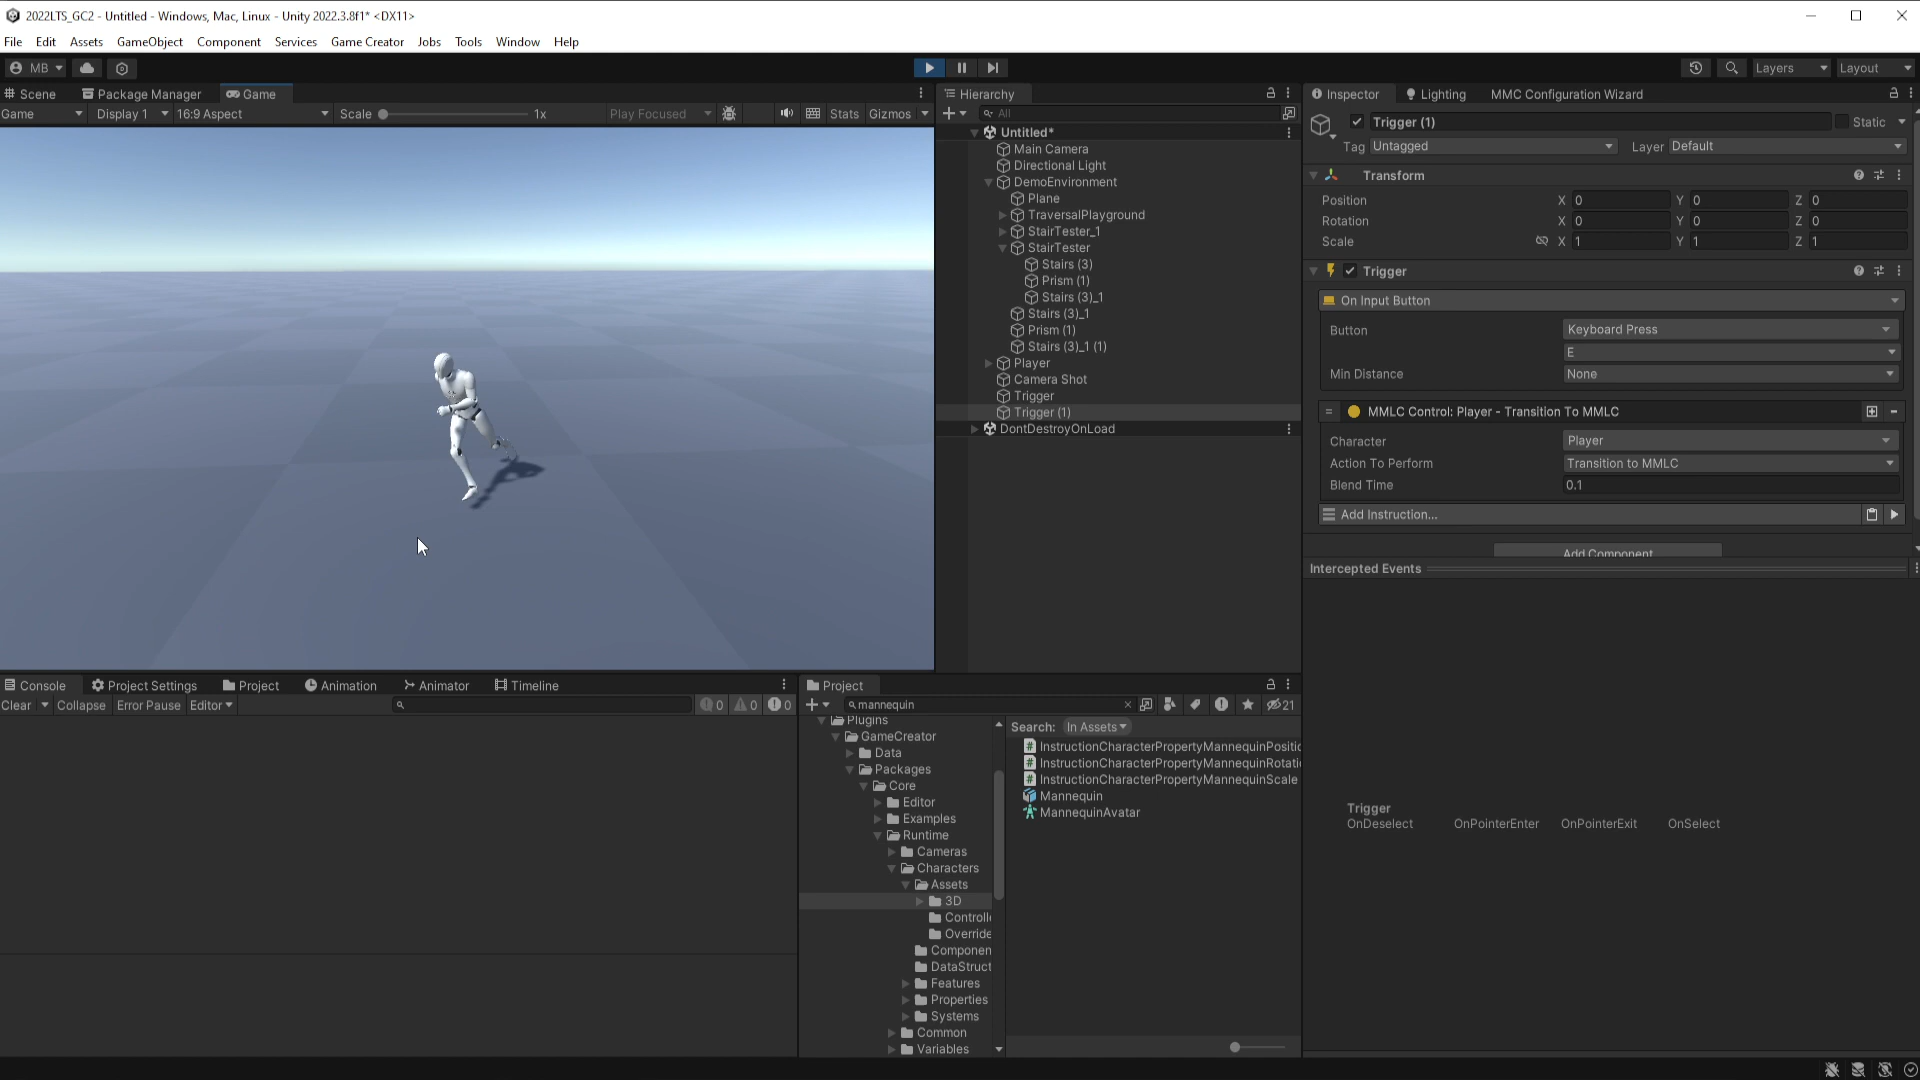 2022LTS_GC2 - Untitled - Windows, Mac, Linux - Unity 2022.3.8f1* <DX11>
File Edit Assets GameObject Component Services Game Creator Jobs Tools Window Help
MB Layers Layout
Scene Package Manager Game
Game Display 1 16:9 Aspect Scale 1x Play Focused Stats Gizmos
Hierarchy
All
Untitled*
Main Camera
Directional Light
DemoEnvironment
Plane
TraversalPlayground
StairTester_1
StairTester
Stairs (3)
Prism (1)
Stairs (3)_1
Stairs (3)_1
Prism (1)
Stairs (3)_1 (1)
Player
Camera Shot
Trigger
Trigger (1)
DontDestroyOnLoad
Inspector Lighting MMC Configuration Wizard
Trigger (1) Static
Tag Untagged Layer Default
Transform
Position X 0 Y 0 Z 0
Rotation X 0 Y 0 Z 0
Scale X 1 Y 1 Z 1
Trigger
On Input Button
Button Keyboard Press
E
Min Distance None
MMLC Control: Player - Transition To MMLC
Character Player
Action To Perform Transition to MMLC
Blend Time 0.1
Add Instruction...
Add Component
Intercepted Events
Trigger
OnDeselect OnPointerEnter OnPointerExit OnSelect
Console Project Settings Project Animation Animator Timeline
Clear Collapse Error Pause Editor 0 0 0
Project
mannequin 21
Plugins
GameCreator
Data
Packages
Core
Editor
Examples
Runtime
Cameras
Characters
Assets
3D
Controlle
Override
Componen
DataStruct
Features
Properties
Systems
Common
Variables
Search: In Assets
InstructionCharacterPropertyMannequinPositio
InstructionCharacterPropertyMannequinRotatio
InstructionCharacterPropertyMannequinScale
Mannequin
MannequinAvatar